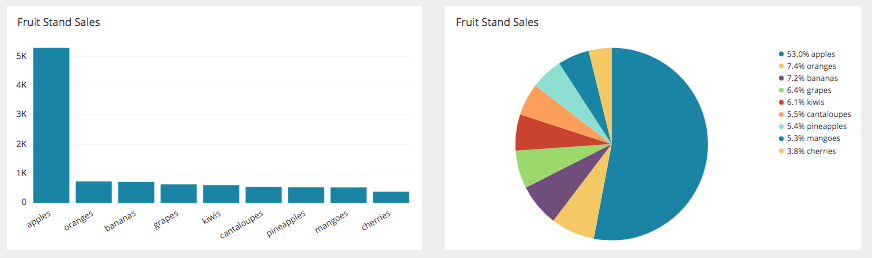 Fruit Stand Sales
5K
4K
3K
2K
1K
0
apples
oranges
bananas
grapes
kiwis
cantaloupes
pineapples
mangoes
cherries
Fruit Stand Sales
53.0% apples
7.4% oranges
7.2% bananas
6.4% grapes
6.1% kiwis
5.5% cantaloupes
5.4% pineapples
5.3% mangoes
3.8% cherries